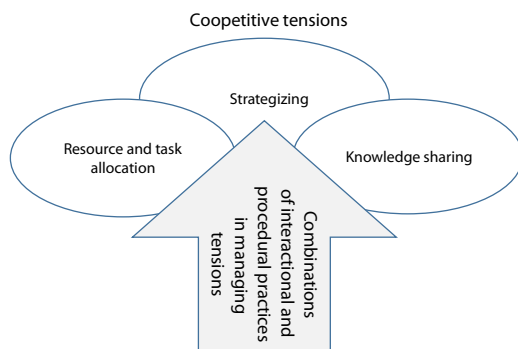 Coopetitive tensions
Strategizing
Resource and task
allocation
Knowledge sharing
Combinations
of interactional and
procedural practices
in managing
tensions